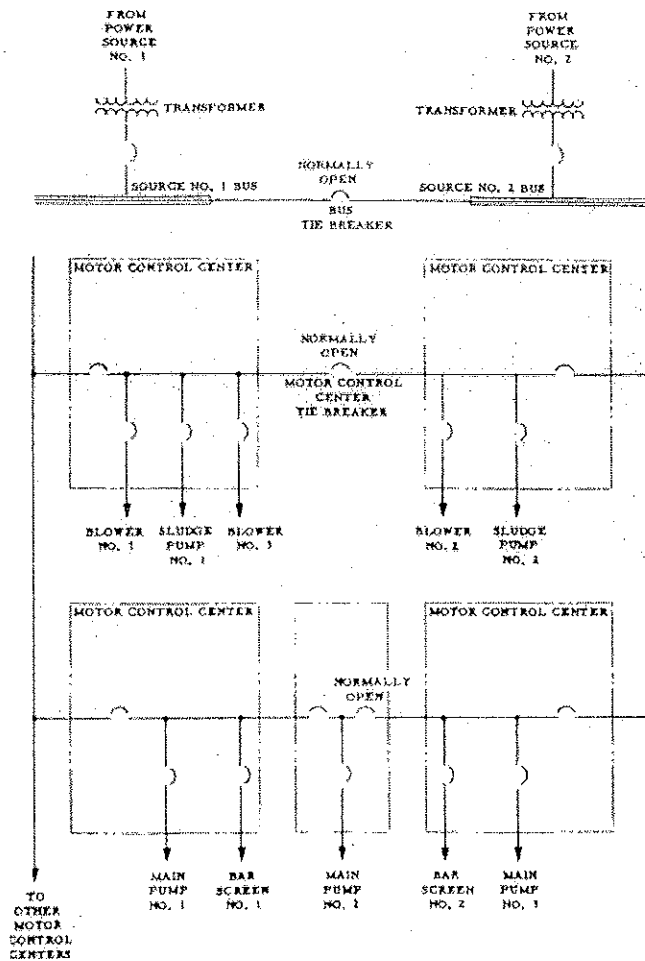 FROM
POWER
SOURCE
NO. 1
FROM
POWER
SOURCE
NO. 2
TRANSFORMER
TRANSFORMER
NORMALLY
OPEN
SOURCE NO. 1 BUS
SOURCE NO. 2 BUS
BUS
TIE BREAKER
MOTOR CONTROL CENTER
MOTOR CONTROL CENTER
NORMALLY
OPEN
MOTOR CONTROL
CENTER
TIE BREAKER
BLOWER
NO. 1
SLUDGE
PUMP
NO. 1
BLOWER
NO. 3
BLOWER
NO. 2
SLUDGE
PUMP
NO. 2
MOTOR CONTROL CENTER
MOTOR CONTROL CENTER
NORMALLY
OPEN
MAIN
PUMP
NO. 1
BAR
SCREEN
NO. 1
MAIN
PUMP
NO. 2
BAR
SCREEN
NO. 2
MAIN
PUMP
NO. 3
TO
OTHER
MOTOR
CONTROL
CENTERS